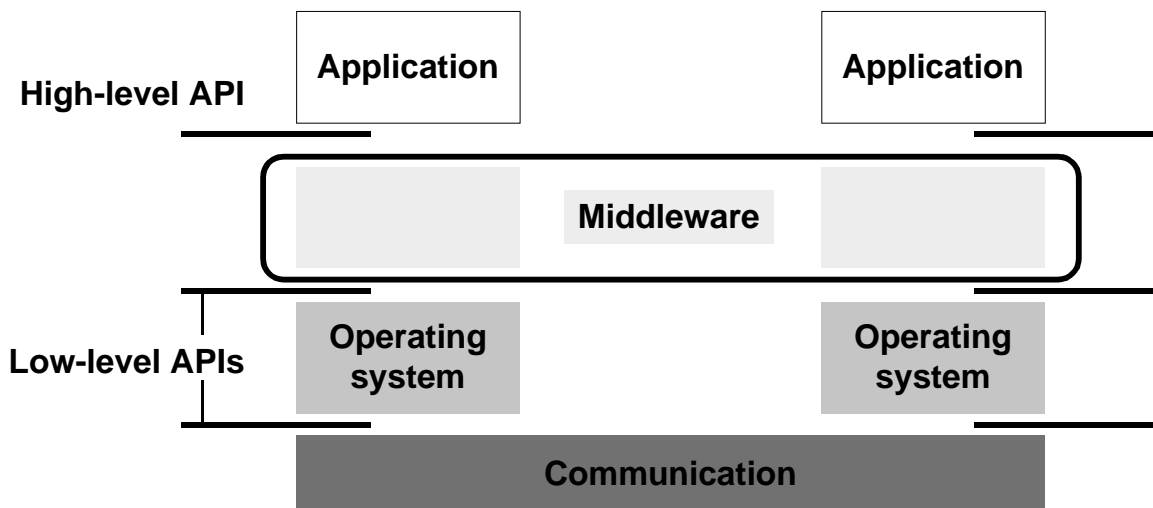 Application
Application
High-level API
Middleware
Operating
system
Operating
system
Low-level APIs
Communication